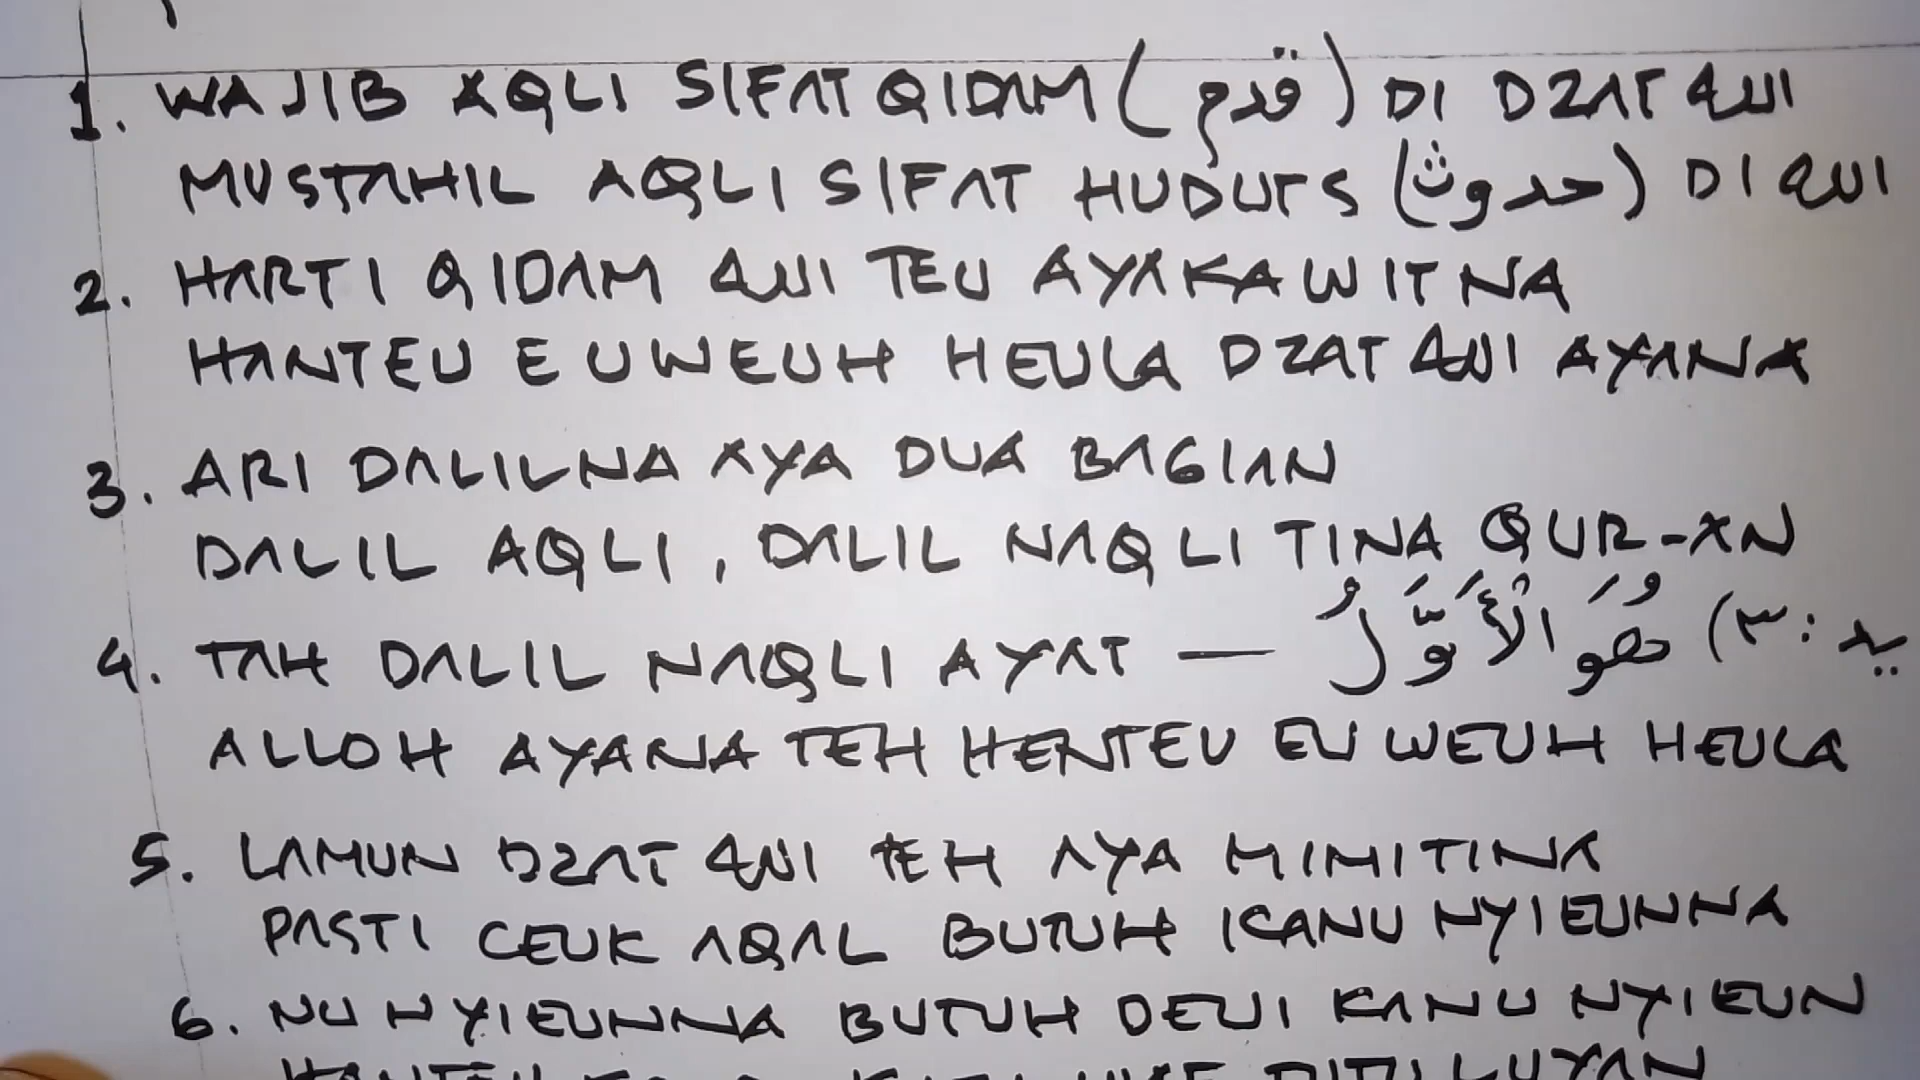 1. WAJIB AQLI SIFAT QIDAM (قدم) DI DZAT الله
MUSTAHIL AQLI SIFAT HUDUTS (حدوث) DI الله
2. HARTI QIDAM الله TEU AYA KAWITNA
HANTEU EUWEUH HEULA DZAT الله AYANA
3. ARI DALILNA AYA DUA BAGIAN
DALIL AQLI, DALIL NAQLI TINA QUR-AN
4. TAH DALIL NAQLI AYAT — هُوَ الْأَوَّلُ (يد : ٣
ALLOH AYANA TEH HENTEU EUWEUH HEULA
5. LAMUN DZAT الله TEH AYA MIMITINA
PASTI CEUK AQAL BUTUH KANU NYIEUNNA
6. NU NYIEUNNA BUTUH DEUI KANU NYIEUN